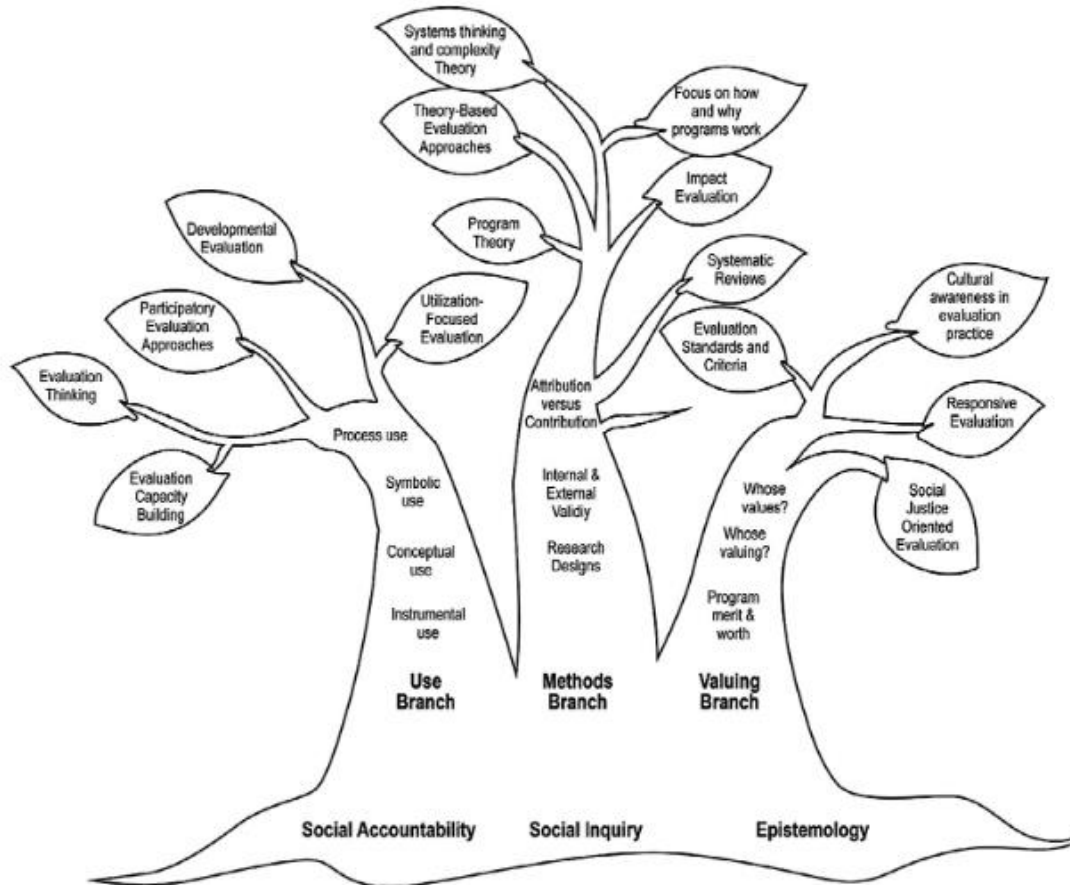 Systems thinking
and complexity
Theory
Focus on how
and why
programs work
Theory-Based
Evaluation
Approaches
Impact
Evaluation
Developmental
Evaluation
Program
Theory
Systematic
Reviews
Cultural
awareness in
evaluation
practice
Participatory
Evaluation
Approaches
Utilization-
Focused
Evaluation
Evaluation
Standards and
Criteria
Evaluation
Thinking
Attribution
versus
Contribution
Responsive
Evaluation
Process use
Evaluation
Capacity
Building
Symbolic
use
Internal &
External
Validiy
Whose
values?
Social
Justice
Oriented
Evaluation
Conceptual
use
Research
Designs
Whose
valuing?
Instrumental
use
Program
merit &
worth
Use
Branch
Methods
Branch
Valuing
Branch
Social Accountability
Social Inquiry
Epistemology